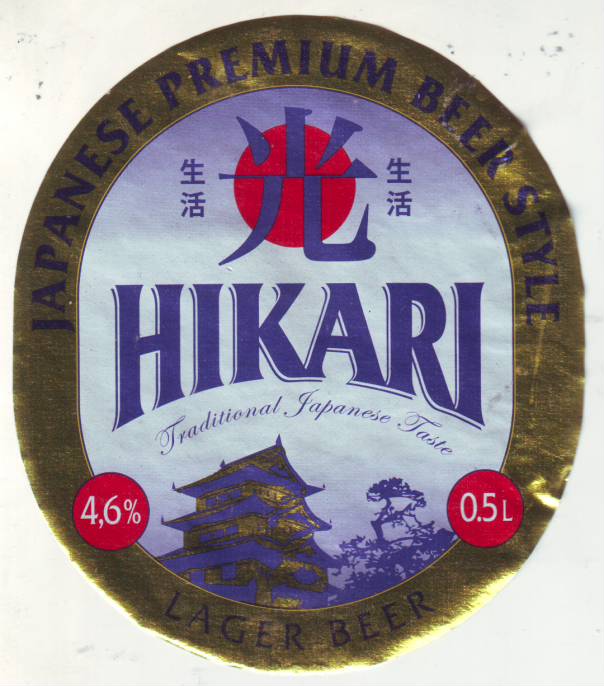 JAPANESE PREMIUM BEER STYLE
光
生活
生活
HIKARI
Traditional Japanese Taste
4,6%
0.5L
LAGER BEER